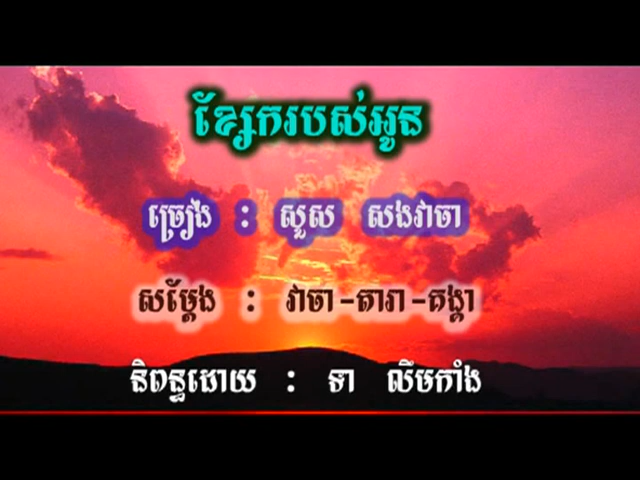 ខ្សែករបស់អូន
ច្រៀង : សួស សងវាចា
សម្ដែង : វាចា-តារា-គង្គា
និពន្ធដោយ : ទា លីមកាំង